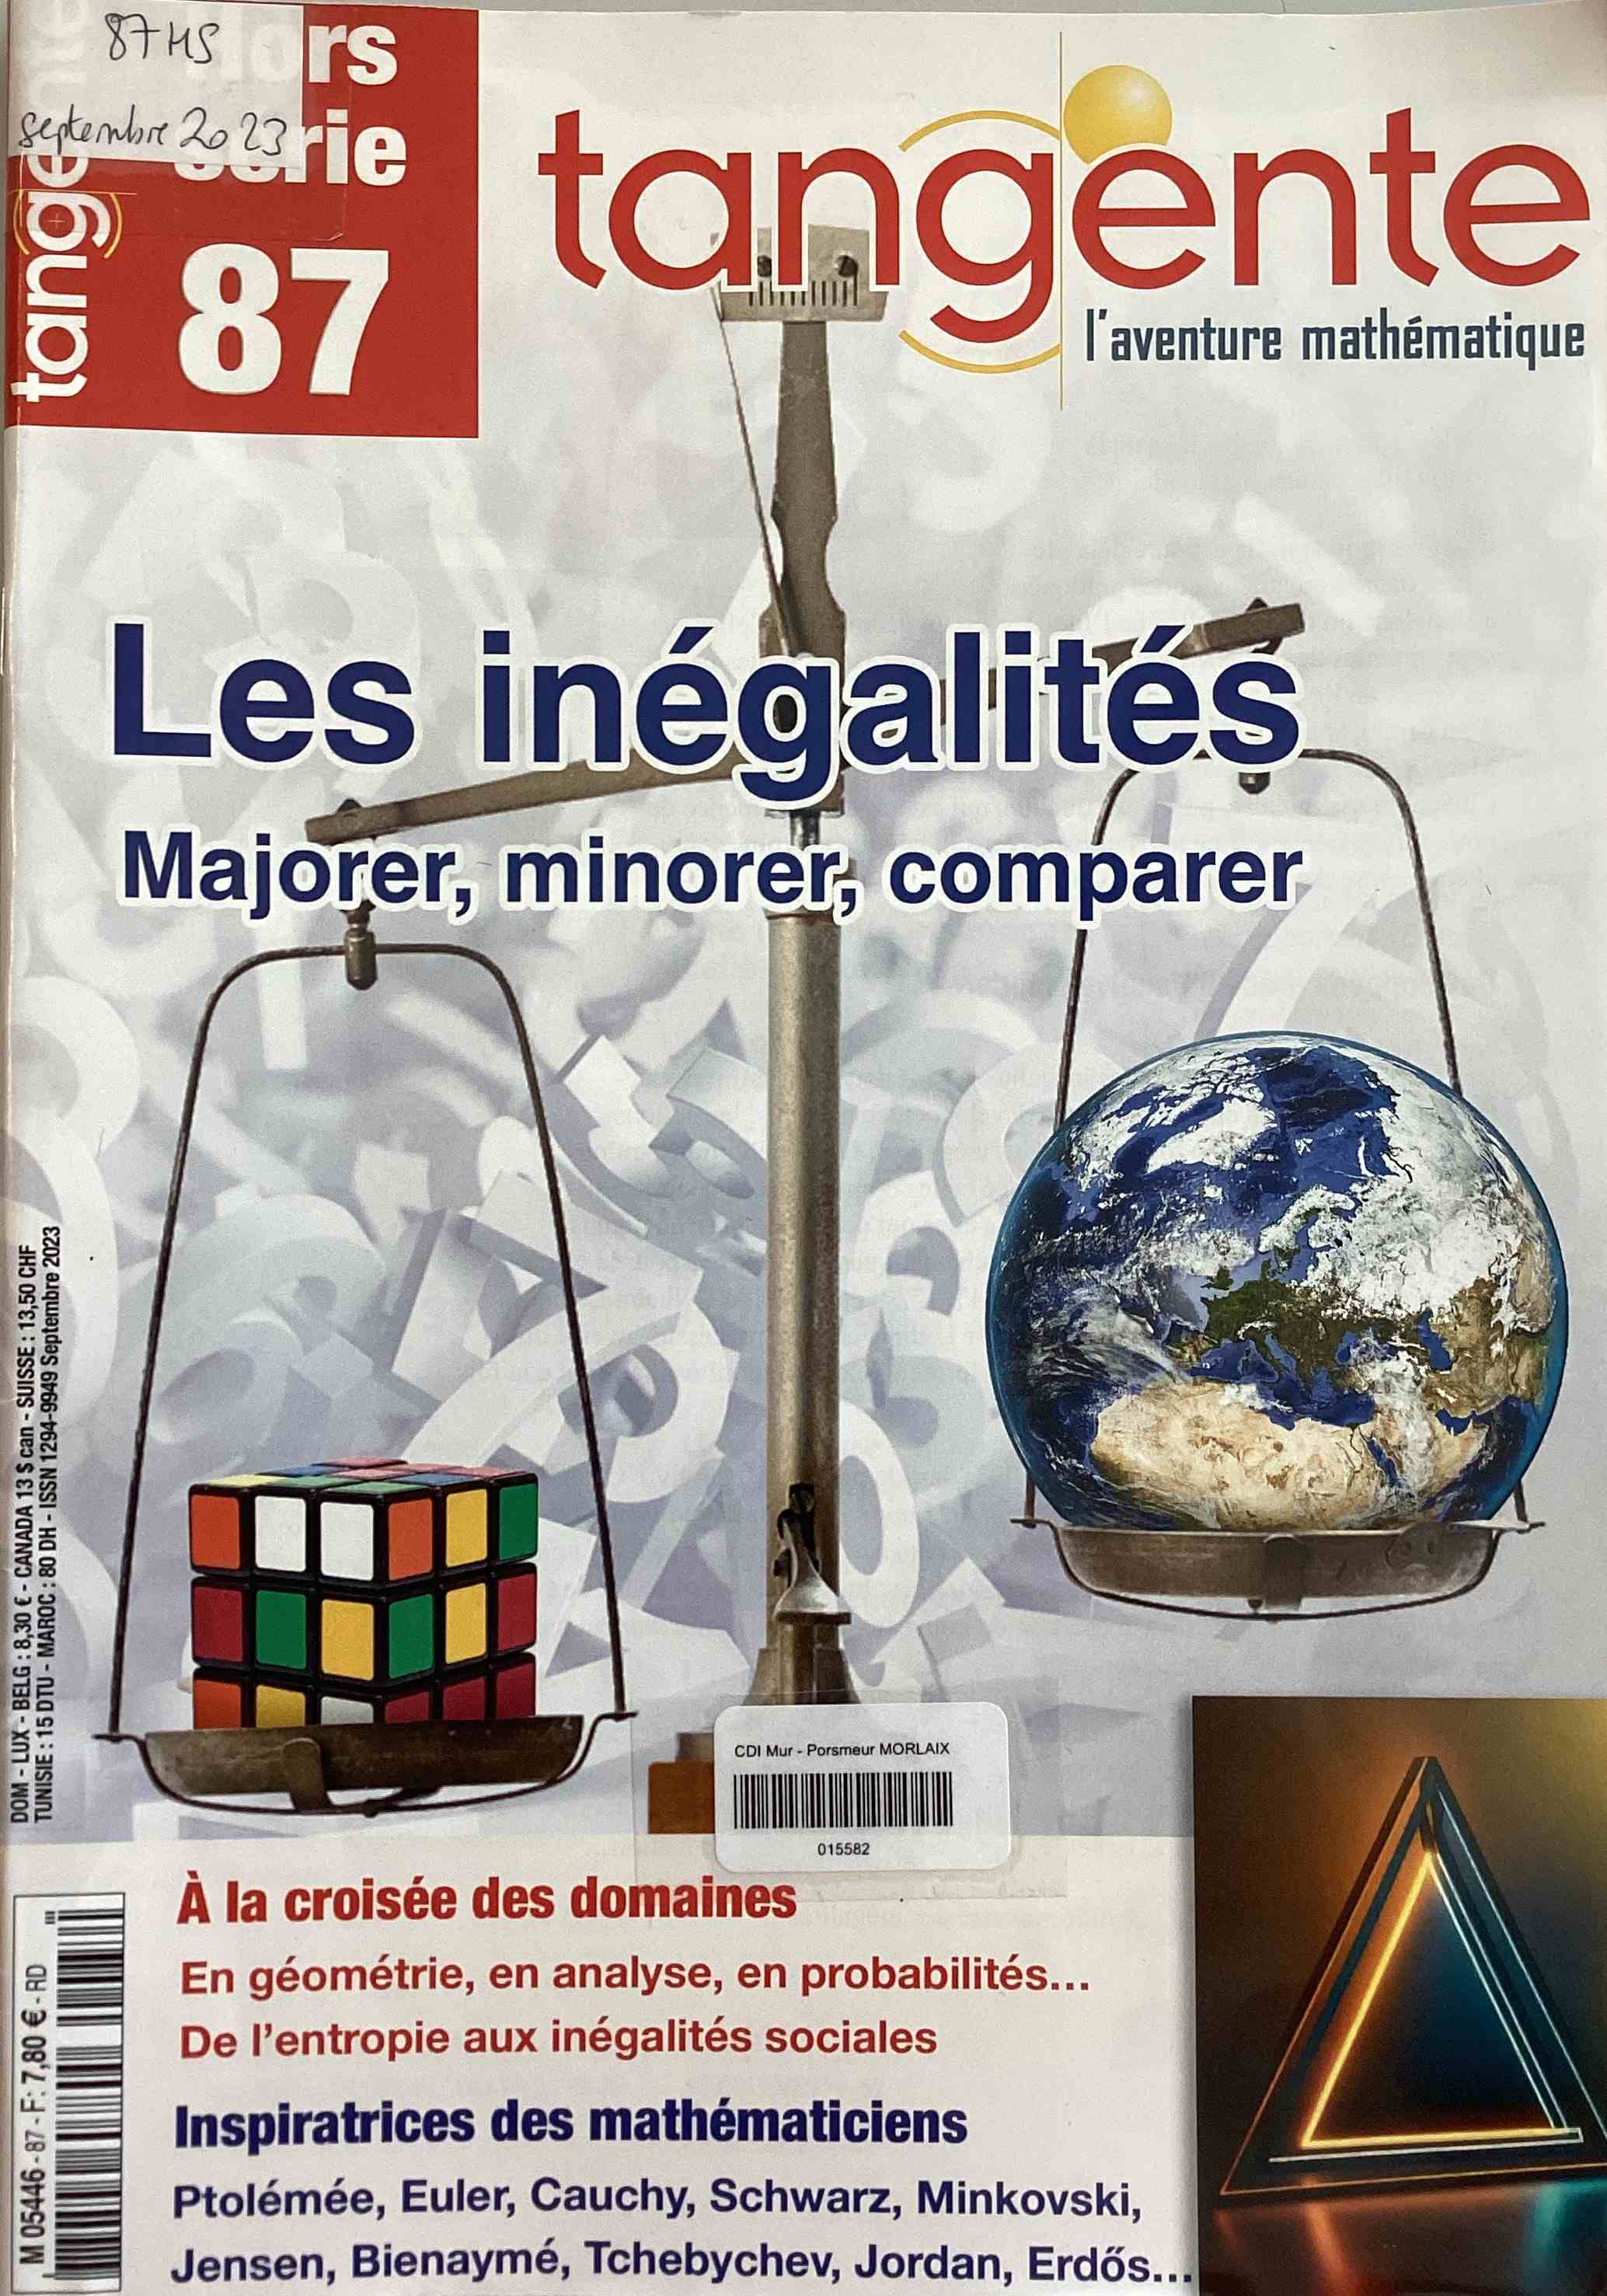 87 HS
septembre 2023
Hors
série
87
tangente
tangente
l'aventure mathématique
Les inégalités
Majorer, minorer, comparer
DOM - LUX - BELG : 8,30 € - CANADA 13 $ can - SUISSE : 13,50 CHF
TUNISIE : 15 DTU - MAROC : 80 DH - ISSN 1294-9949 Septembre 2023
CDI Mur - Porsmeur MORLAIX
015582
À la croisée des domaines
En géométrie, en analyse, en probabilités...
De l'entropie aux inégalités sociales
Inspiratrices des mathématiciens
Ptolémée, Euler, Cauchy, Schwarz, Minkovski,
Jensen, Bienaymé, Tchebychev, Jordan, Erdős...
M 05446 - 87 - F: 7,80 € - RD